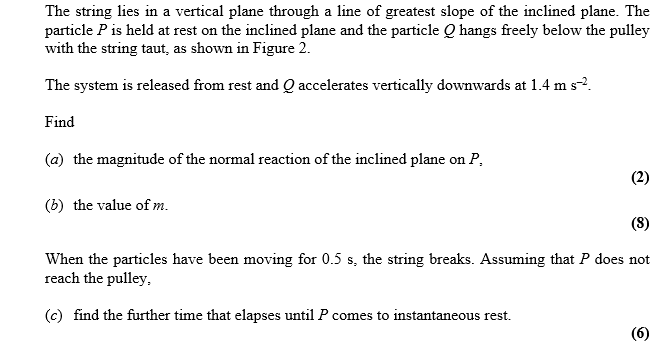 The string lies in a vertical plane through a line of greatest slope of the inclined plane. The
particle P is held at rest on the inclined plane and the particle Q hangs freely below the pulley
with the string taut, as shown in Figure 2.
The system is released from rest and Q accelerates vertically downwards at 1.4 m s⁻².
Find
(a) the magnitude of the normal reaction of the inclined plane on P,
(2)
(b) the value of m.
(8)
When the particles have been moving for 0.5 s, the string breaks. Assuming that P does not
reach the pulley,
(c) find the further time that elapses until P comes to instantaneous rest.
(6)